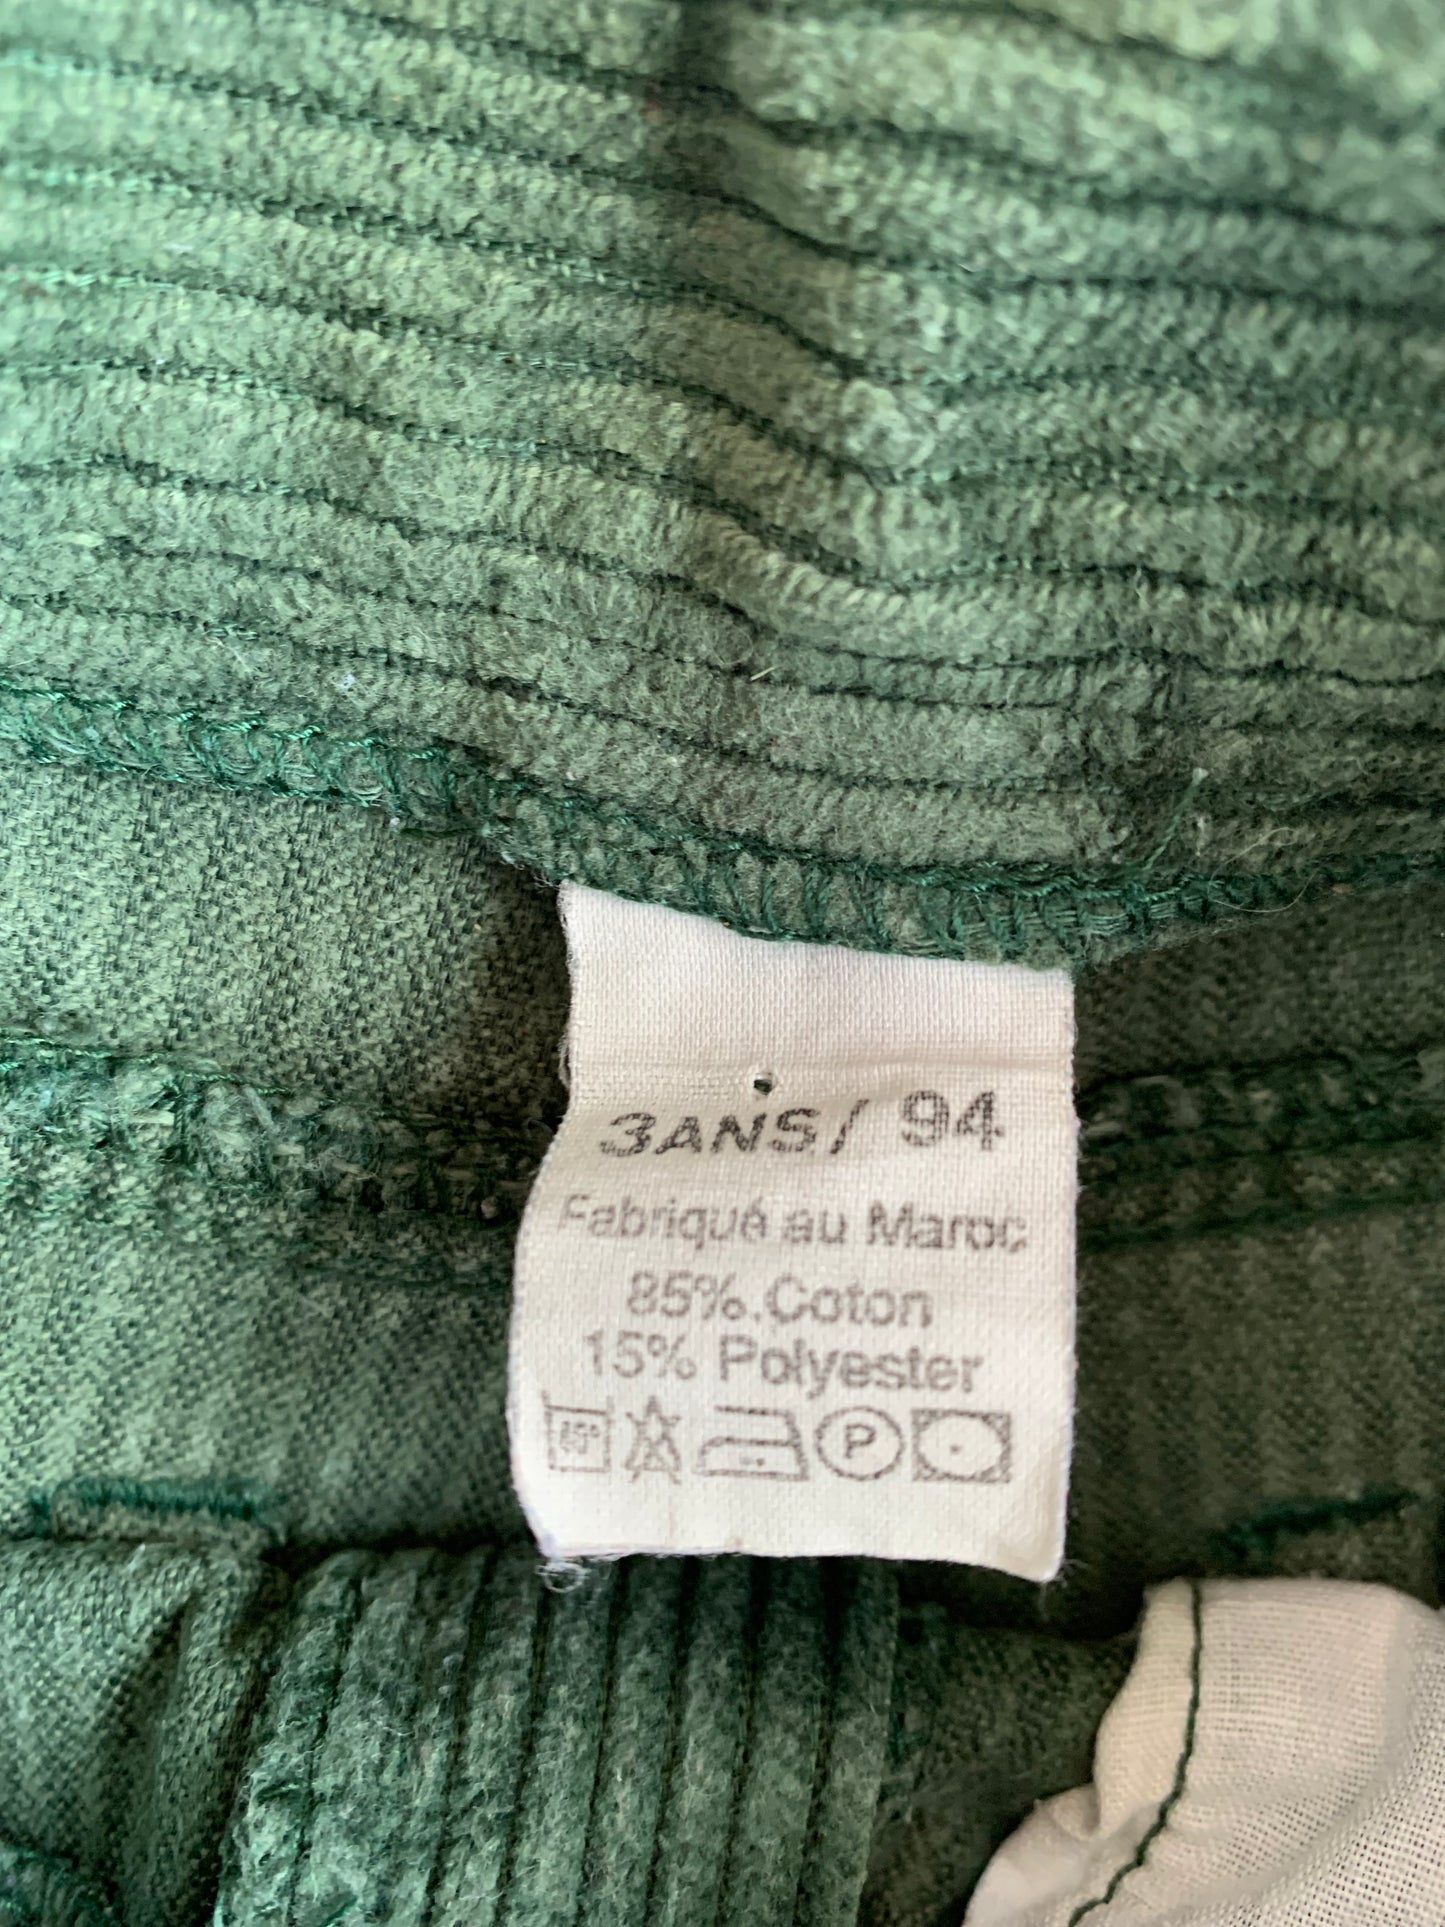 3ANS/ 94
Fabriqué au Maroc
85%.Coton
15% Polyester
P